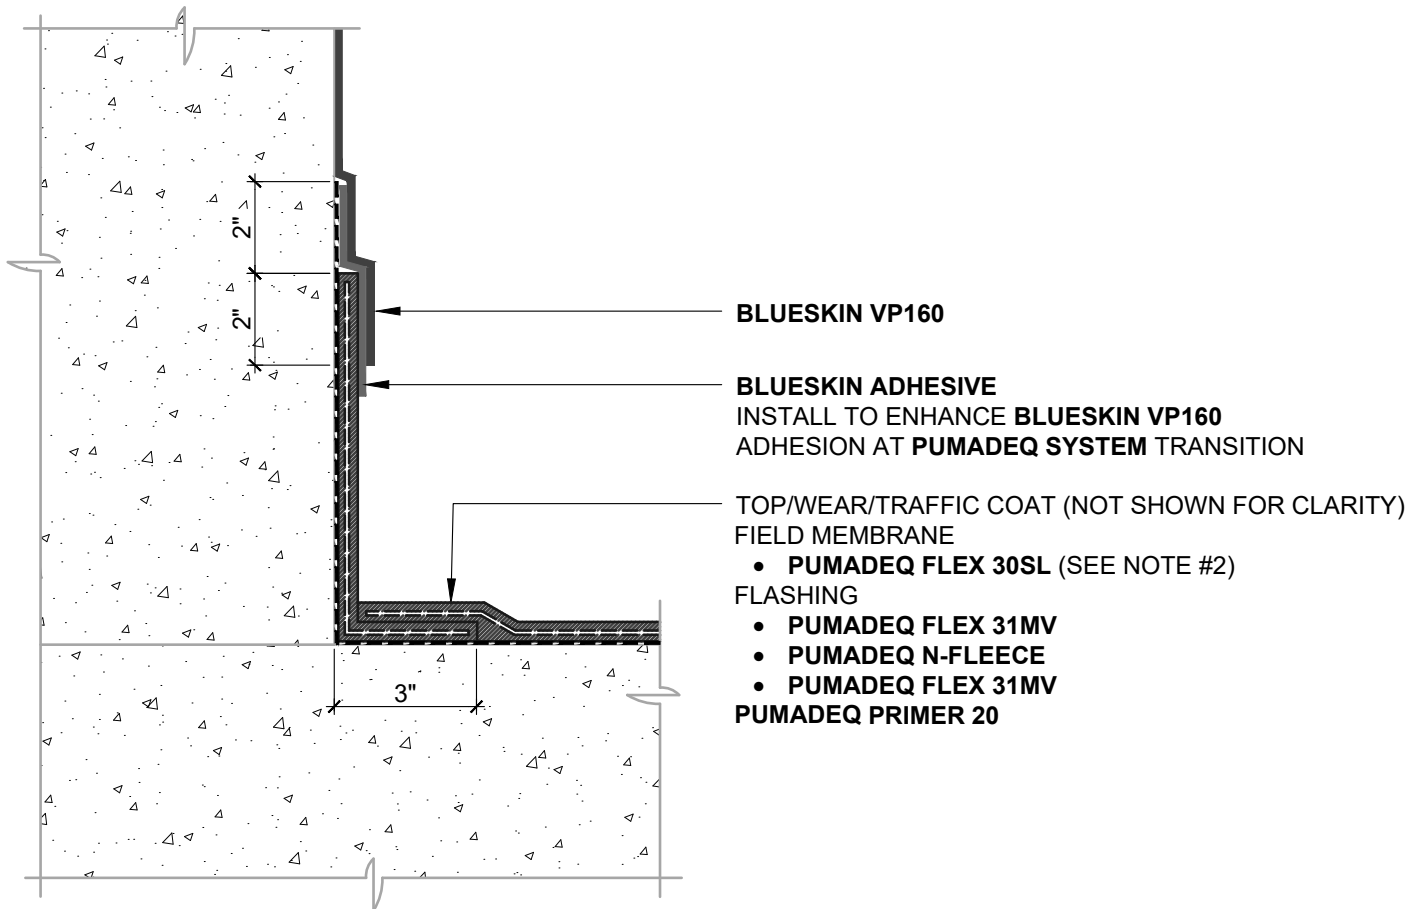 2"
2"
BLUESKIN VP160
BLUESKIN ADHESIVE
INSTALL TO ENHANCE BLUESKIN VP160
ADHESION AT PUMADEQ SYSTEM TRANSITION
TOP/WEAR/TRAFFIC COAT (NOT SHOWN FOR CLARITY)
FIELD MEMBRANE
• PUMADEQ FLEX 30SL (SEE NOTE #2)
FLASHING
• PUMADEQ FLEX 31MV
• PUMADEQ N-FLEECE
• PUMADEQ FLEX 31MV
PUMADEQ PRIMER 20
3"